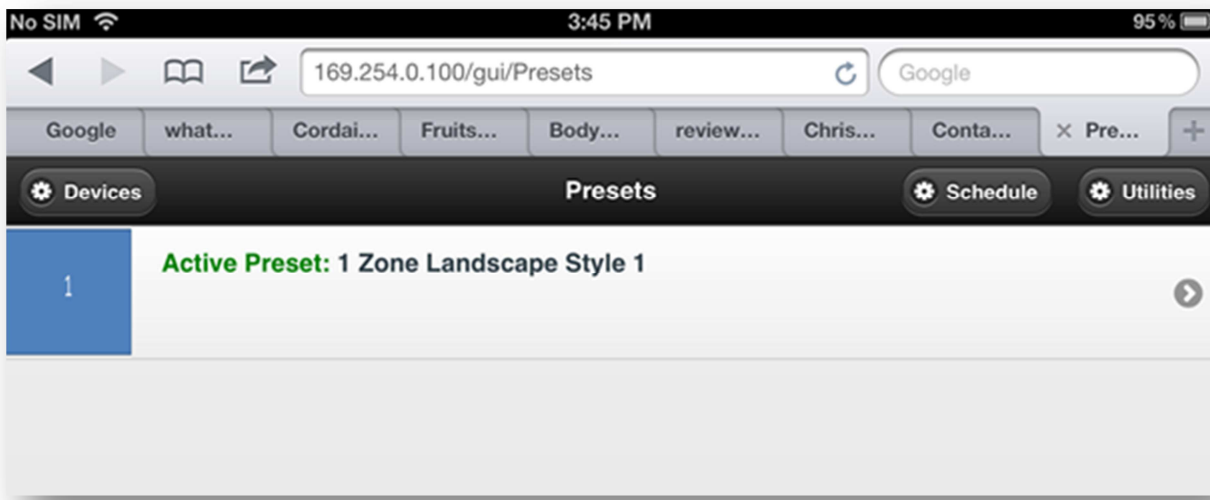 No SIM 3:45 PM 95%
169.254.0.100/gui/Presets Google
Google what... Cordai... Fruits... Body... review... Chris... Conta... Pre...
Devices Presets Schedule Utilities
Active Preset: 1 Zone Landscape Style 1
1